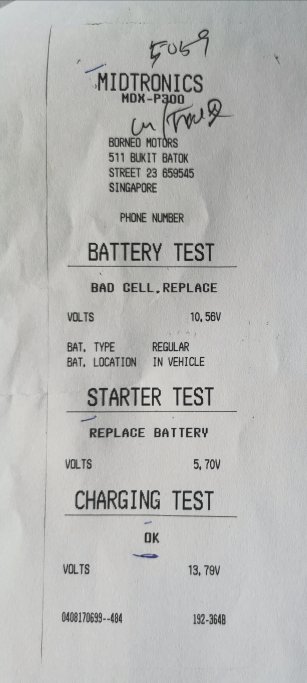 5059
MIDTRONICS
MDX-P300
BORNEO MOTORS
511 BUKIT BATOK
STREET 23 659545
SINGAPORE
PHONE NUMBER
BATTERY TEST
BAD CELL,REPLACE
VOLTS 10,56V
BAT. TYPE REGULAR
BAT. LOCATION IN VEHICLE
STARTER TEST
REPLACE BATTERY
VOLTS 5,70V
CHARGING TEST
OK
VOLTS 13,79V
0408170699--484 192-364B